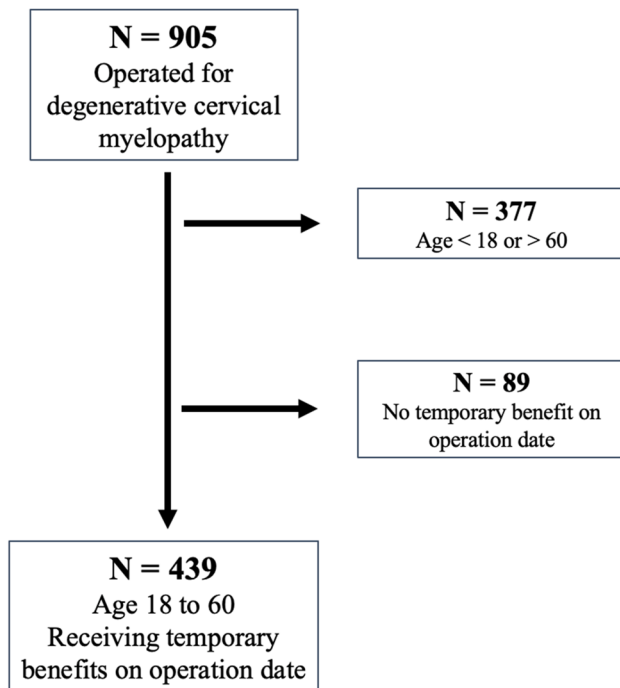 N = 905
Operated for
degenerative cervical
myelopathy
N = 377
Age < 18 or > 60
N = 89
No temporary benefit on
operation date
N = 439
Age 18 to 60
Receiving temporary
benefits on operation date